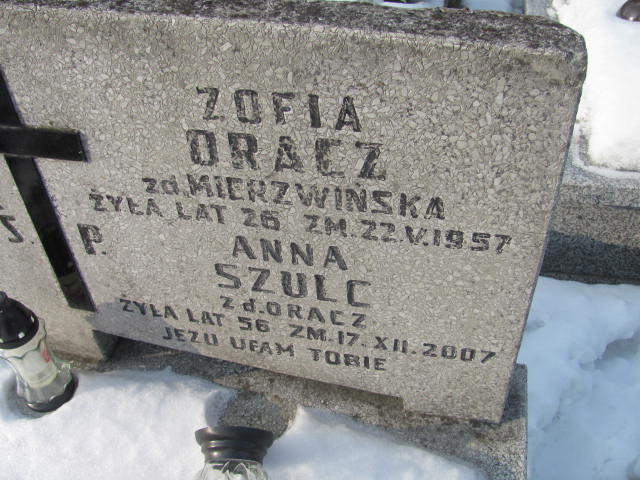 Ś. P.
ZOFIA
ORACZ
zd. MIERZWIŃSKA
ŻYŁA LAT 26 ZM. 22.V.1957
ANNA
SZULC
zd. ORACZ
ŻYŁA LAT 56 ZM. 17.XII.2007
JEZU UFAM TOBIE